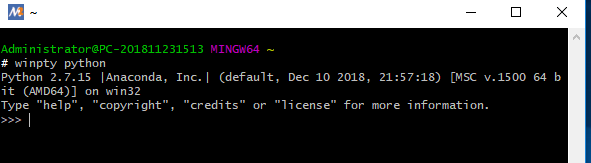 ~
Administrator@PC-201811231513 MINGW64 ~
# winpty python
Python 2.7.15 |Anaconda, Inc.| (default, Dec 10 2018, 21:57:18) [MSC v.1500 64 b
it (AMD64)] on win32
Type "help", "copyright", "credits" or "license" for more information.
>>>